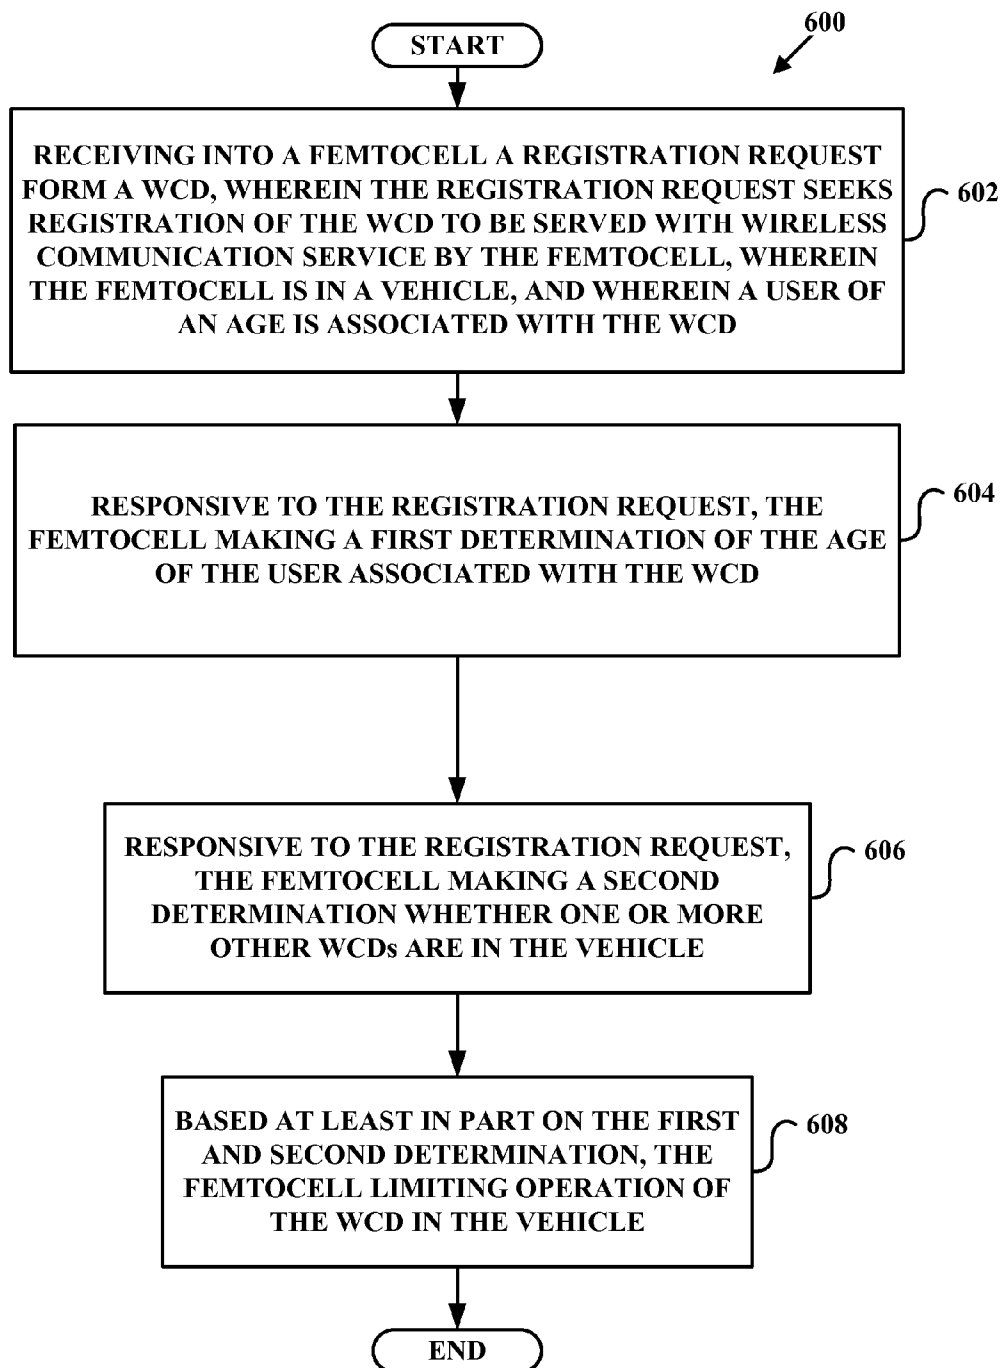 600
START
RECEIVING INTO A FEMTOCELL A REGISTRATION REQUEST
FORM A WCD, WHEREIN THE REGISTRATION REQUEST SEEKS
REGISTRATION OF THE WCD TO BE SERVED WITH WIRELESS
COMMUNICATION SERVICE BY THE FEMTOCELL, WHEREIN
THE FEMTOCELL IS IN A VEHICLE, AND WHEREIN A USER OF
AN AGE IS ASSOCIATED WITH THE WCD
602
RESPONSIVE TO THE REGISTRATION REQUEST, THE
FEMTOCELL MAKING A FIRST DETERMINATION OF THE AGE
OF THE USER ASSOCIATED WITH THE WCD
604
RESPONSIVE TO THE REGISTRATION REQUEST,
THE FEMTOCELL MAKING A SECOND
DETERMINATION WHETHER ONE OR MORE
OTHER WCDs ARE IN THE VEHICLE
606
BASED AT LEAST IN PART ON THE FIRST
AND SECOND DETERMINATION, THE
FEMTOCELL LIMITING OPERATION OF
THE WCD IN THE VEHICLE
608
END